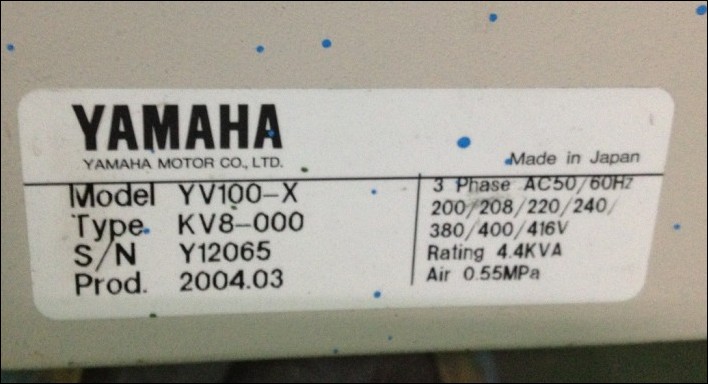 YAMAHA
YAMAHA MOTOR CO., LTD.
Made in Japan
Model YV100-X
Type KV8-000
S/N Y12065
Prod. 2004.03
3 Phase AC50/60Hz
200/208/220/240/
380/400/416V
Rating 4.4KVA
Air 0.55MPa